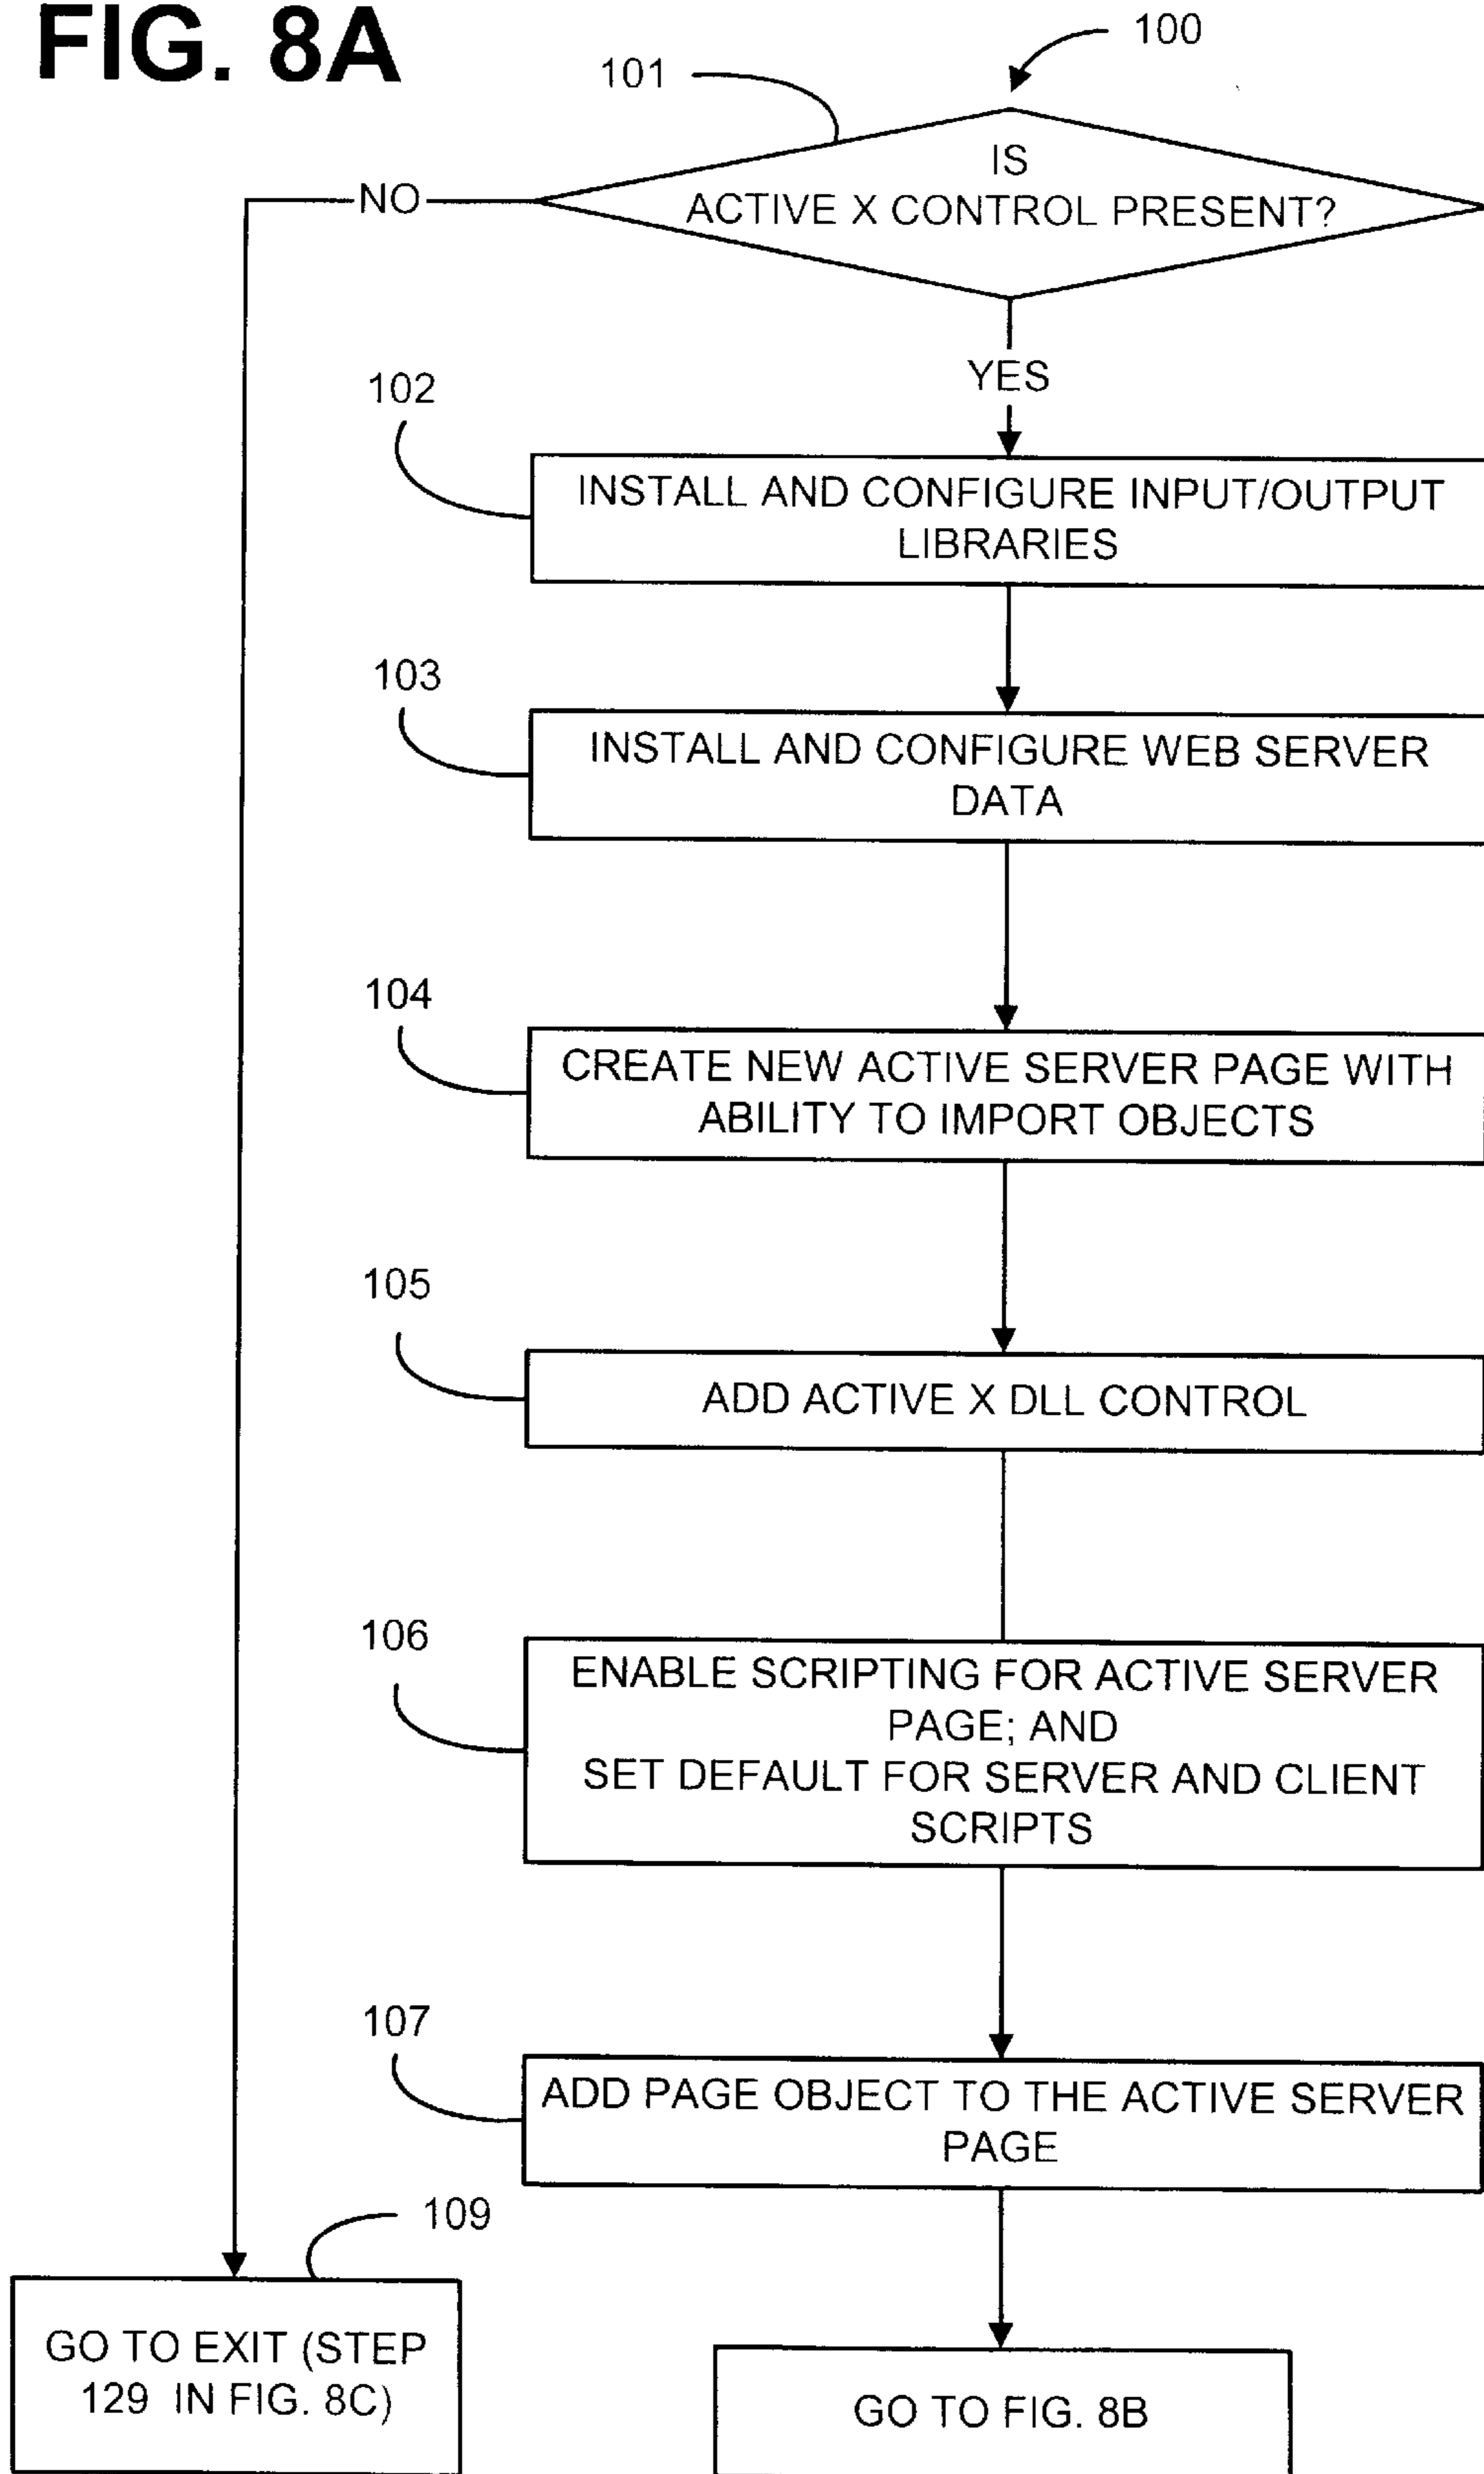 FIG. 8A
100
101
IS
ACTIVE X CONTROL PRESENT?
NO
YES
102
INSTALL AND CONFIGURE INPUT/OUTPUT
LIBRARIES
103
INSTALL AND CONFIGURE WEB SERVER
DATA
104
CREATE NEW ACTIVE SERVER PAGE WITH
ABILITY TO IMPORT OBJECTS
105
ADD ACTIVE X DLL CONTROL
106
ENABLE SCRIPTING FOR ACTIVE SERVER
PAGE; AND
SET DEFAULT FOR SERVER AND CLIENT
SCRIPTS
107
ADD PAGE OBJECT TO THE ACTIVE SERVER
PAGE
109
GO TO EXIT (STEP
129 IN FIG. 8C)
GO TO FIG. 8B